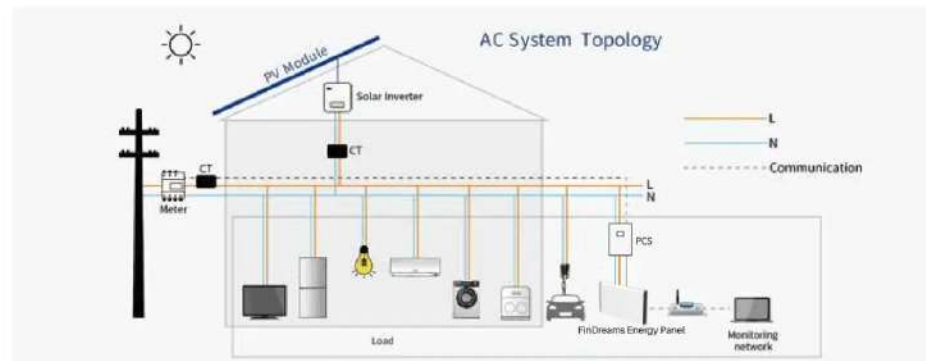 AC System Topology
PV Module
Solar Inverter
L
CT
N
Communication
CT
L
N
Meter
PCS
FinDreams Energy Panel
Monitoring
network
Load